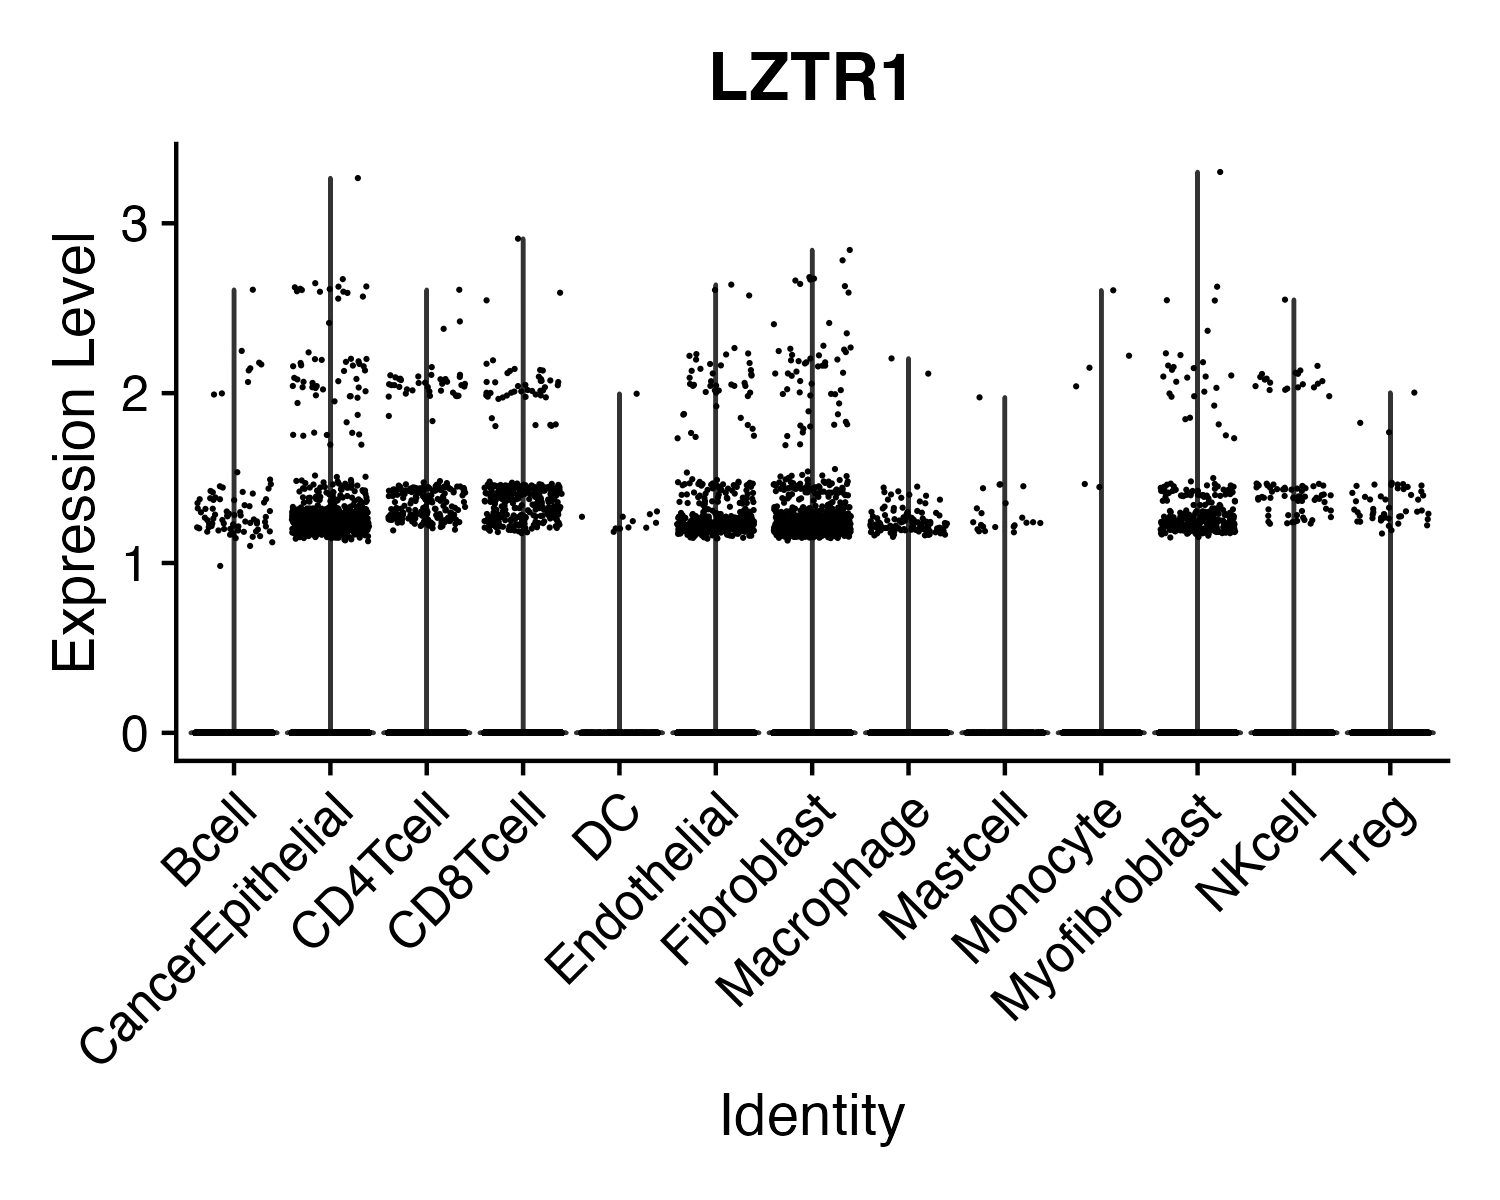 LZTR1
Expression Level
3
2
1
0
Bcell
CancerEpithelial
CD4Tcell
CD8Tcell
DC
Endothelial
Fibroblast
Macrophage
Mastcell
Monocyte
Myofibroblast
NKcell
Treg
Identity